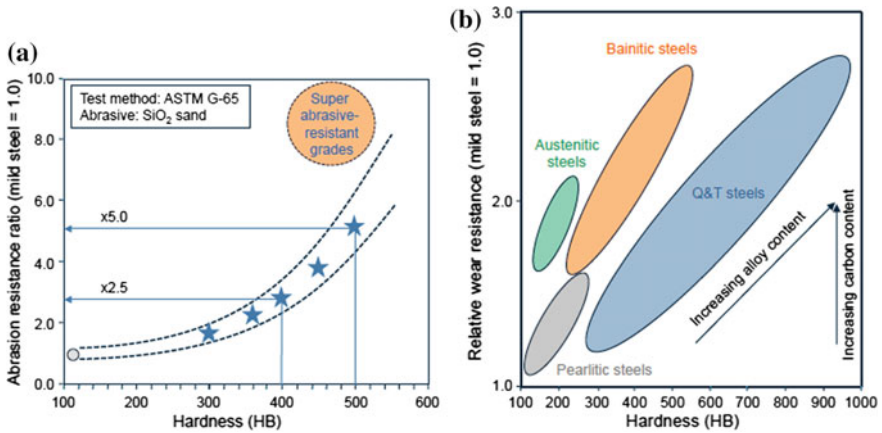 (a)
Abrasion resistance ratio (mild steel = 1.0)
10.0
8.0
6.0
4.0
2.0
0.0
Test method: ASTM G-65
Abrasive: SiO₂ sand
Super
abrasive-
resistant
grades
x5.0
x2.5
100
200
300
400
500
600
Hardness (HB)
(b)
Relative wear resistance (mild steel = 1.0)
3.0
2.0
1.0
Bainitic steels
Austenitic
steels
Q&T steels
Pearlitic steels
Increasing alloy content
Increasing carbon content
100
200
300
400
500
600
700
800
900
1000
Hardness (HB)